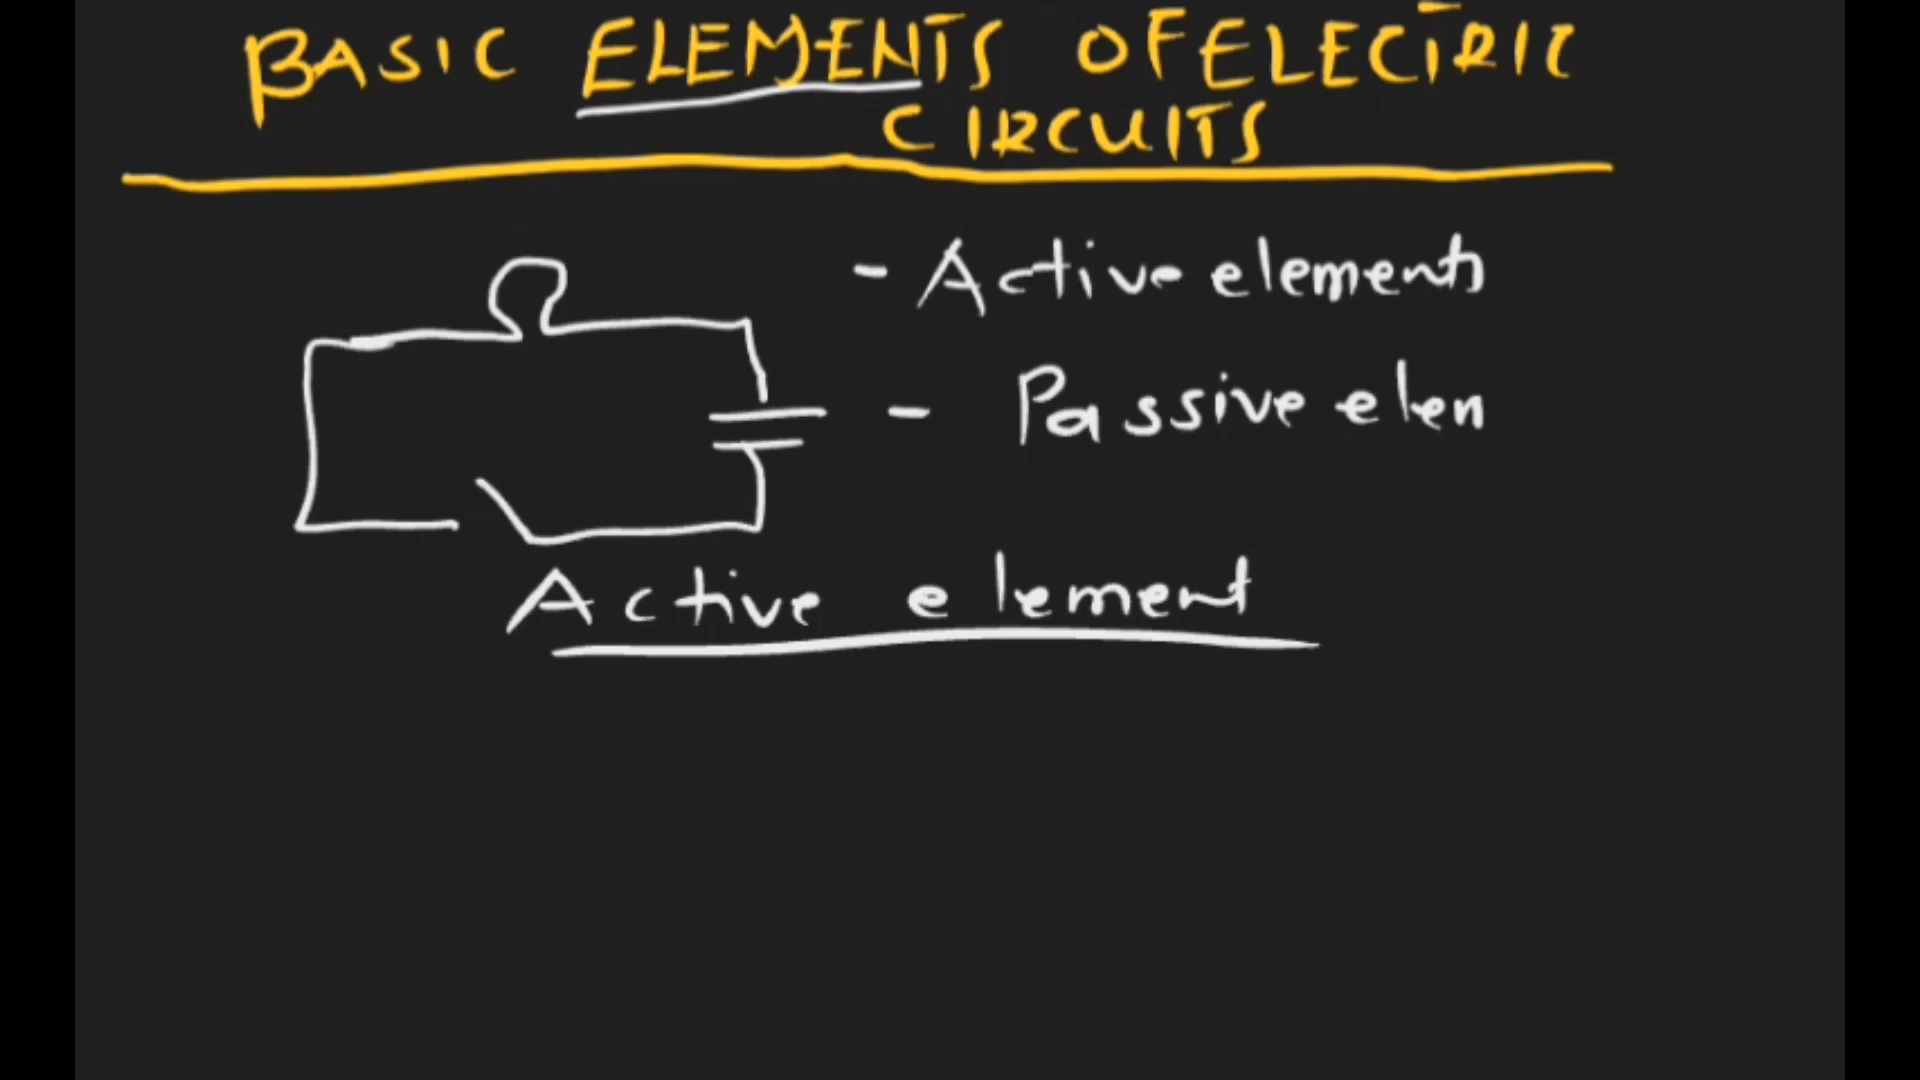 BASIC ELEMENTS OF ELECTRIC
CIRCUITS
- Active elements
- Passive elen
Active element